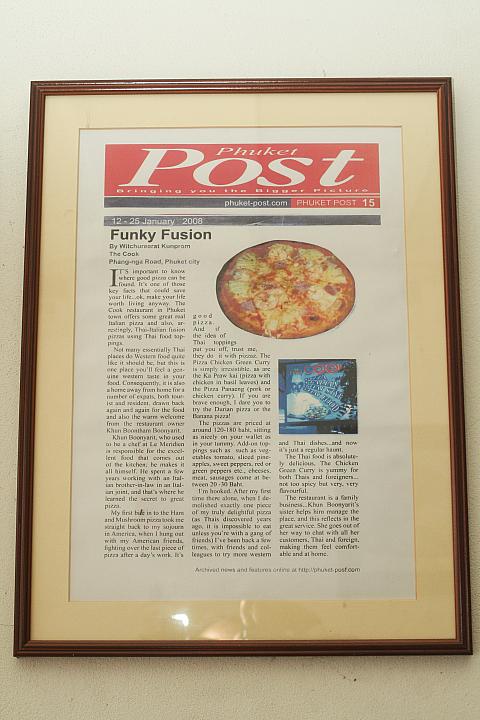 Phuket
Post
Bringing you the Bigger Picture
phuket-post.com PHUKET POST 15
12 - 25 January 2008
Funky Fusion
By Witchureerat Kunprom
The Cook
Phang-nga Road, Phuket city
IT'S important to know
where good pizza can be
found. It's one of those
key facts that could save
your life...ok, make your life
worth living anyway. The
Cook restaurant in Phuket
town offers some great real
Italian pizza and also, ar-
restingly, Thai-Italian fusion
pizzas using Thai food top-
pings.
Not many essentially Thai
places do Western food quite
like it should be, but this is
one place you'll feel a gen-
uine western taste in your
food. Consequently, it is also
a home away from home for a
number of expats, both tour-
ist and resident, drawn back
again and again for the food
and also the warm welcome
from the restaurant owner
Khun Boontham Boonyarit.
Khun Boonyarit, who used
to be a chef at Le Meridien
is responsible for the excel-
lent food that comes out
of the kitchen; he makes it
all himself. He spent a few
years working with an Ital-
ian brother-in-law in an Ital-
ian joint, and that's where he
learned the secret to great
pizza.
My first bite in to the Ham
and Mushroom pizza took me
straight back to my sojourn
in America, when I hung out
with my American friends,
fighting over the last piece of
pizza after a day's work. It's
good
pizza.
And if
the idea of
Thai toppings
put you off, trust me,
they do it with pizzaz. The
Pizza Chicken Green Curry
is simply irresistible, as are
the Ka Praw kai (pizza with
chicken in basil leaves) and
the Pizza Panaeng (pork or
chicken curry). If you are
brave enough, I dare you to
try the Durian pizza or the
Banana pizza!
The pizzas are priced at
around 120-180 baht, sitting
as nicely on your wallet as
in your tummy. Add-on top-
pings such as such as veg-
etables tomato, sliced pine-
apples, sweet peppers, red or
green peppers etc., cheeses,
meat, sausages come at be-
tween 20 -30 Baht.
I'm hooked. After my first
time there alone, when I de-
molished exactly one piece
of my truly delightful pizza
(as Thais discovered years
ago, it is impossible to eat
unless you're with a gang of
friends) I've been back a few
times, with friends and col-
leagues to try more western
and Thai dishes...and now
it's just a regular haunt.
The Thai food is absolute-
ly delicious, The Chicken
Green Curry is yummy for
both Thais and foreigners...
not too spicy but very, very
flavourful.
The restaurant is a family
business...Khun Boonyarit's
sister helps him manage the
place, and this reflects in the
great service. She goes out of
her way to chat with all her
customers, Thai and foreign,
making them feel comfort-
able and at home.
Archived news and features online at http://phuket-post.com